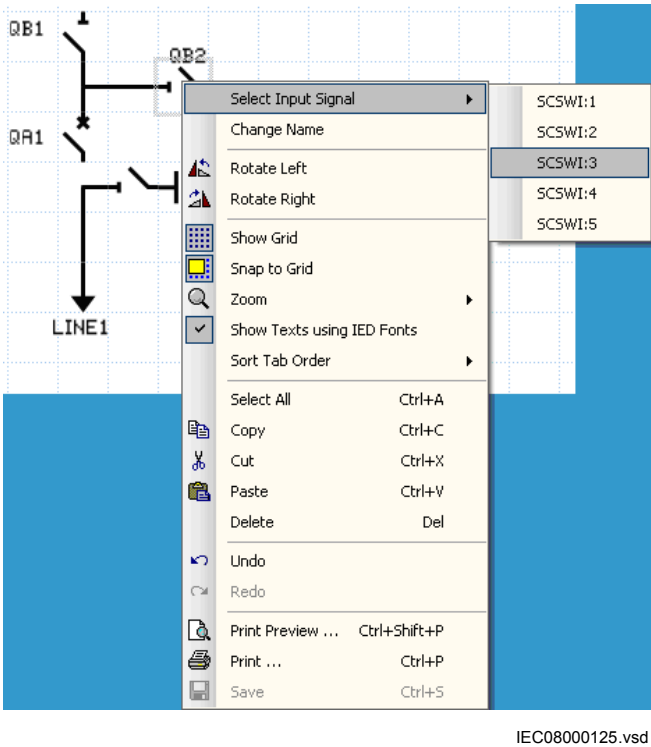 QB1
QB2
QA1
LINE1
Select Input Signal
Change Name
Rotate Left
Rotate Right
Show Grid
Snap to Grid
Zoom
Show Texts using IED Fonts
Sort Tab Order
Select All Ctrl+A
Copy Ctrl+C
Cut Ctrl+X
Paste Ctrl+V
Delete Del
Undo
Redo
Print Preview ... Ctrl+Shift+P
Print ... Ctrl+P
Save Ctrl+S
SCSWI:1
SCSWI:2
SCSWI:3
SCSWI:4
SCSWI:5
IEC08000125.vsd